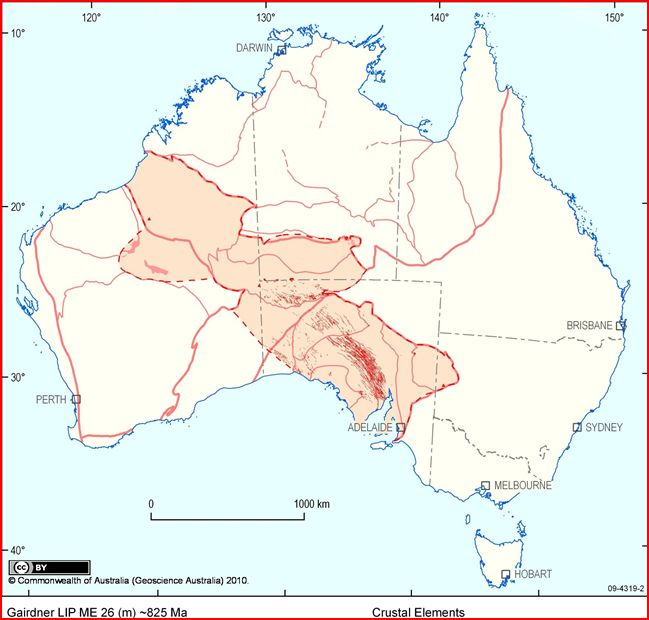 120° 130° 140° 150°
10°
DARWIN
20°
BRISBANE
30°
PERTH
ADELAIDE
SYDNEY
MELBOURNE
0 1000 km
40°
cc BY
HOBART
© Commonwealth of Australia (Geoscience Australia) 2010.
09-4319-2
Gairdner LIP ME 26 (m) ~825 Ma Crustal Elements